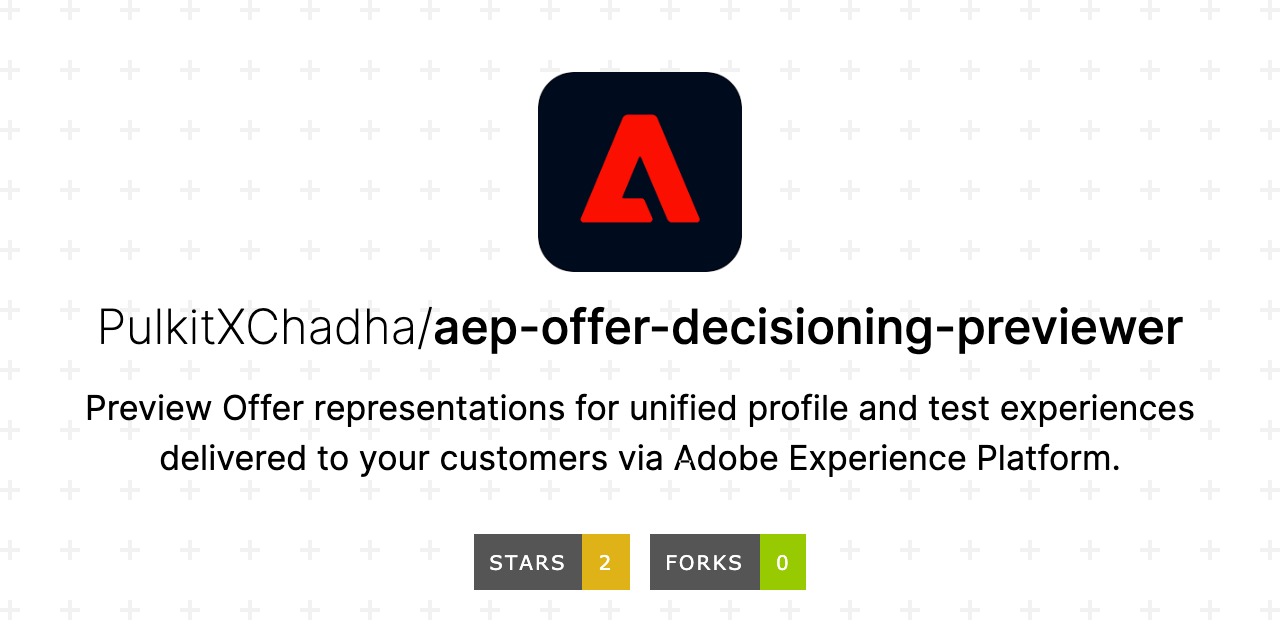 PulkitXChadha/aep-offer-decisioning-previewer
Preview Offer representations for unified profile and test experiences
delivered to your customers via Adobe Experience Platform.
STARS 2 FORKS 0